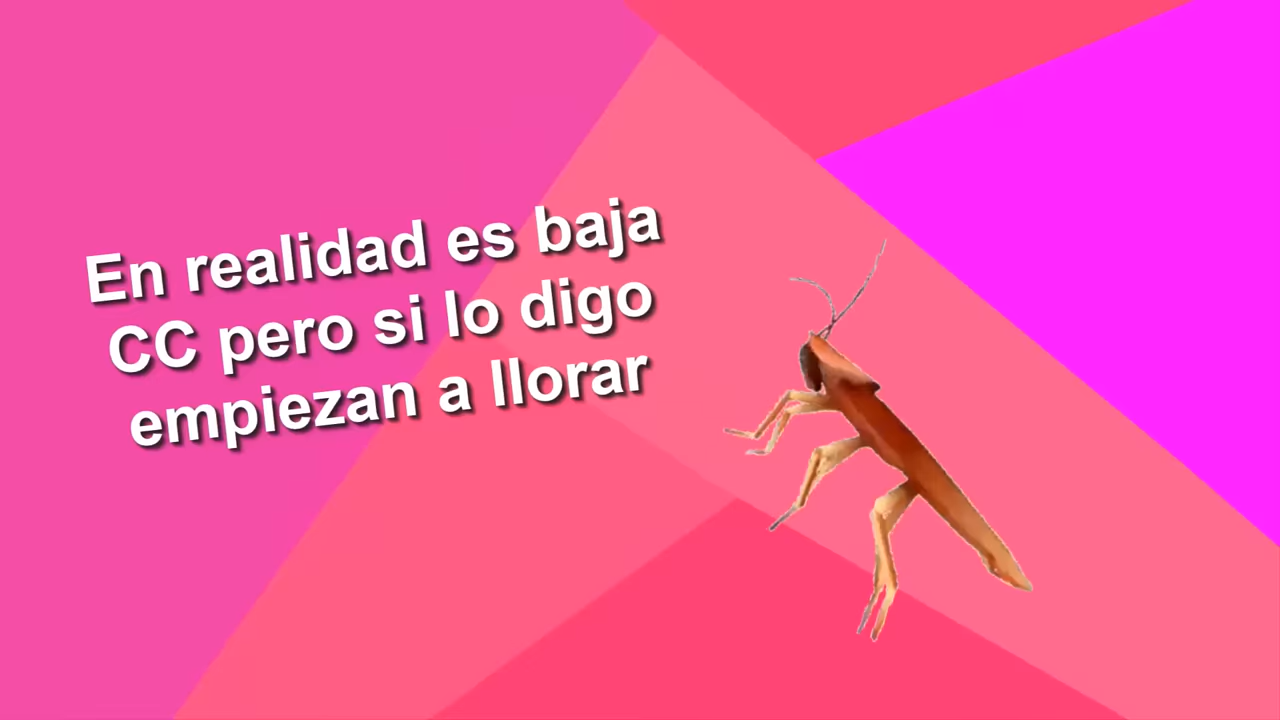 En realidad es baja
CC pero si lo digo
empiezan a llorar